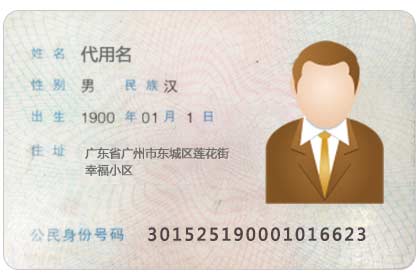 姓 名 代用名
性 别 男 民 族 汉
出 生 1900 年 01 月 1 日
住 址 广东省广州市东城区莲花街
幸福小区
公民身份号码 301525190001016623